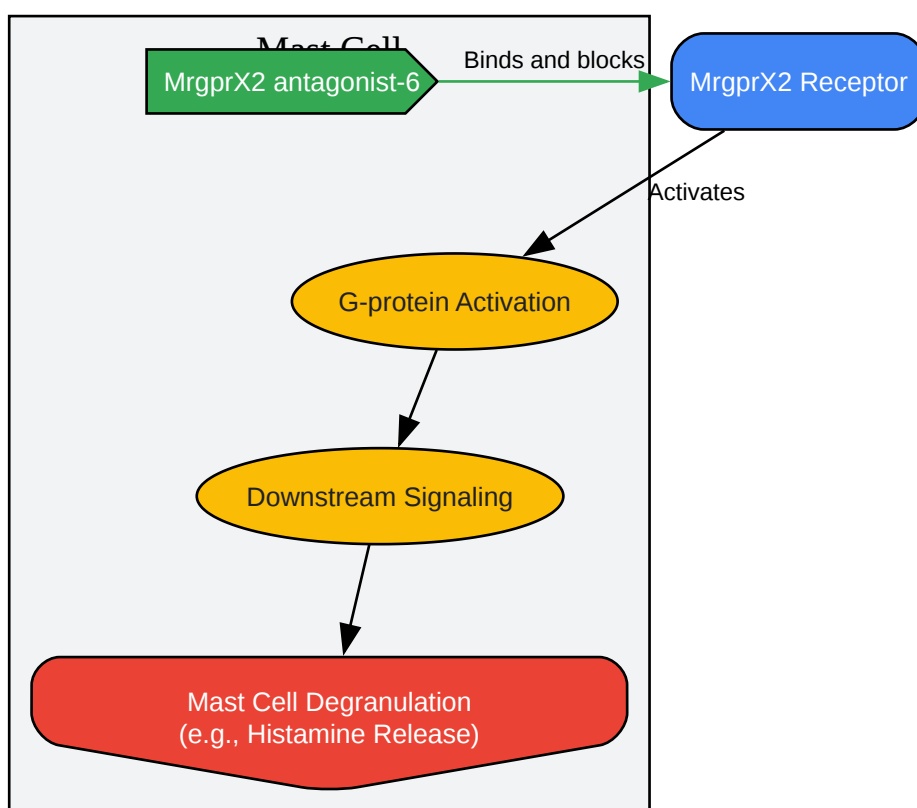 Mast Cell
MrgprX2 antagonist-6
Binds and blocks
MrgprX2 Receptor
Activates
G-protein Activation
Downstream Signaling
Mast Cell Degranulation
(e.g., Histamine Release)